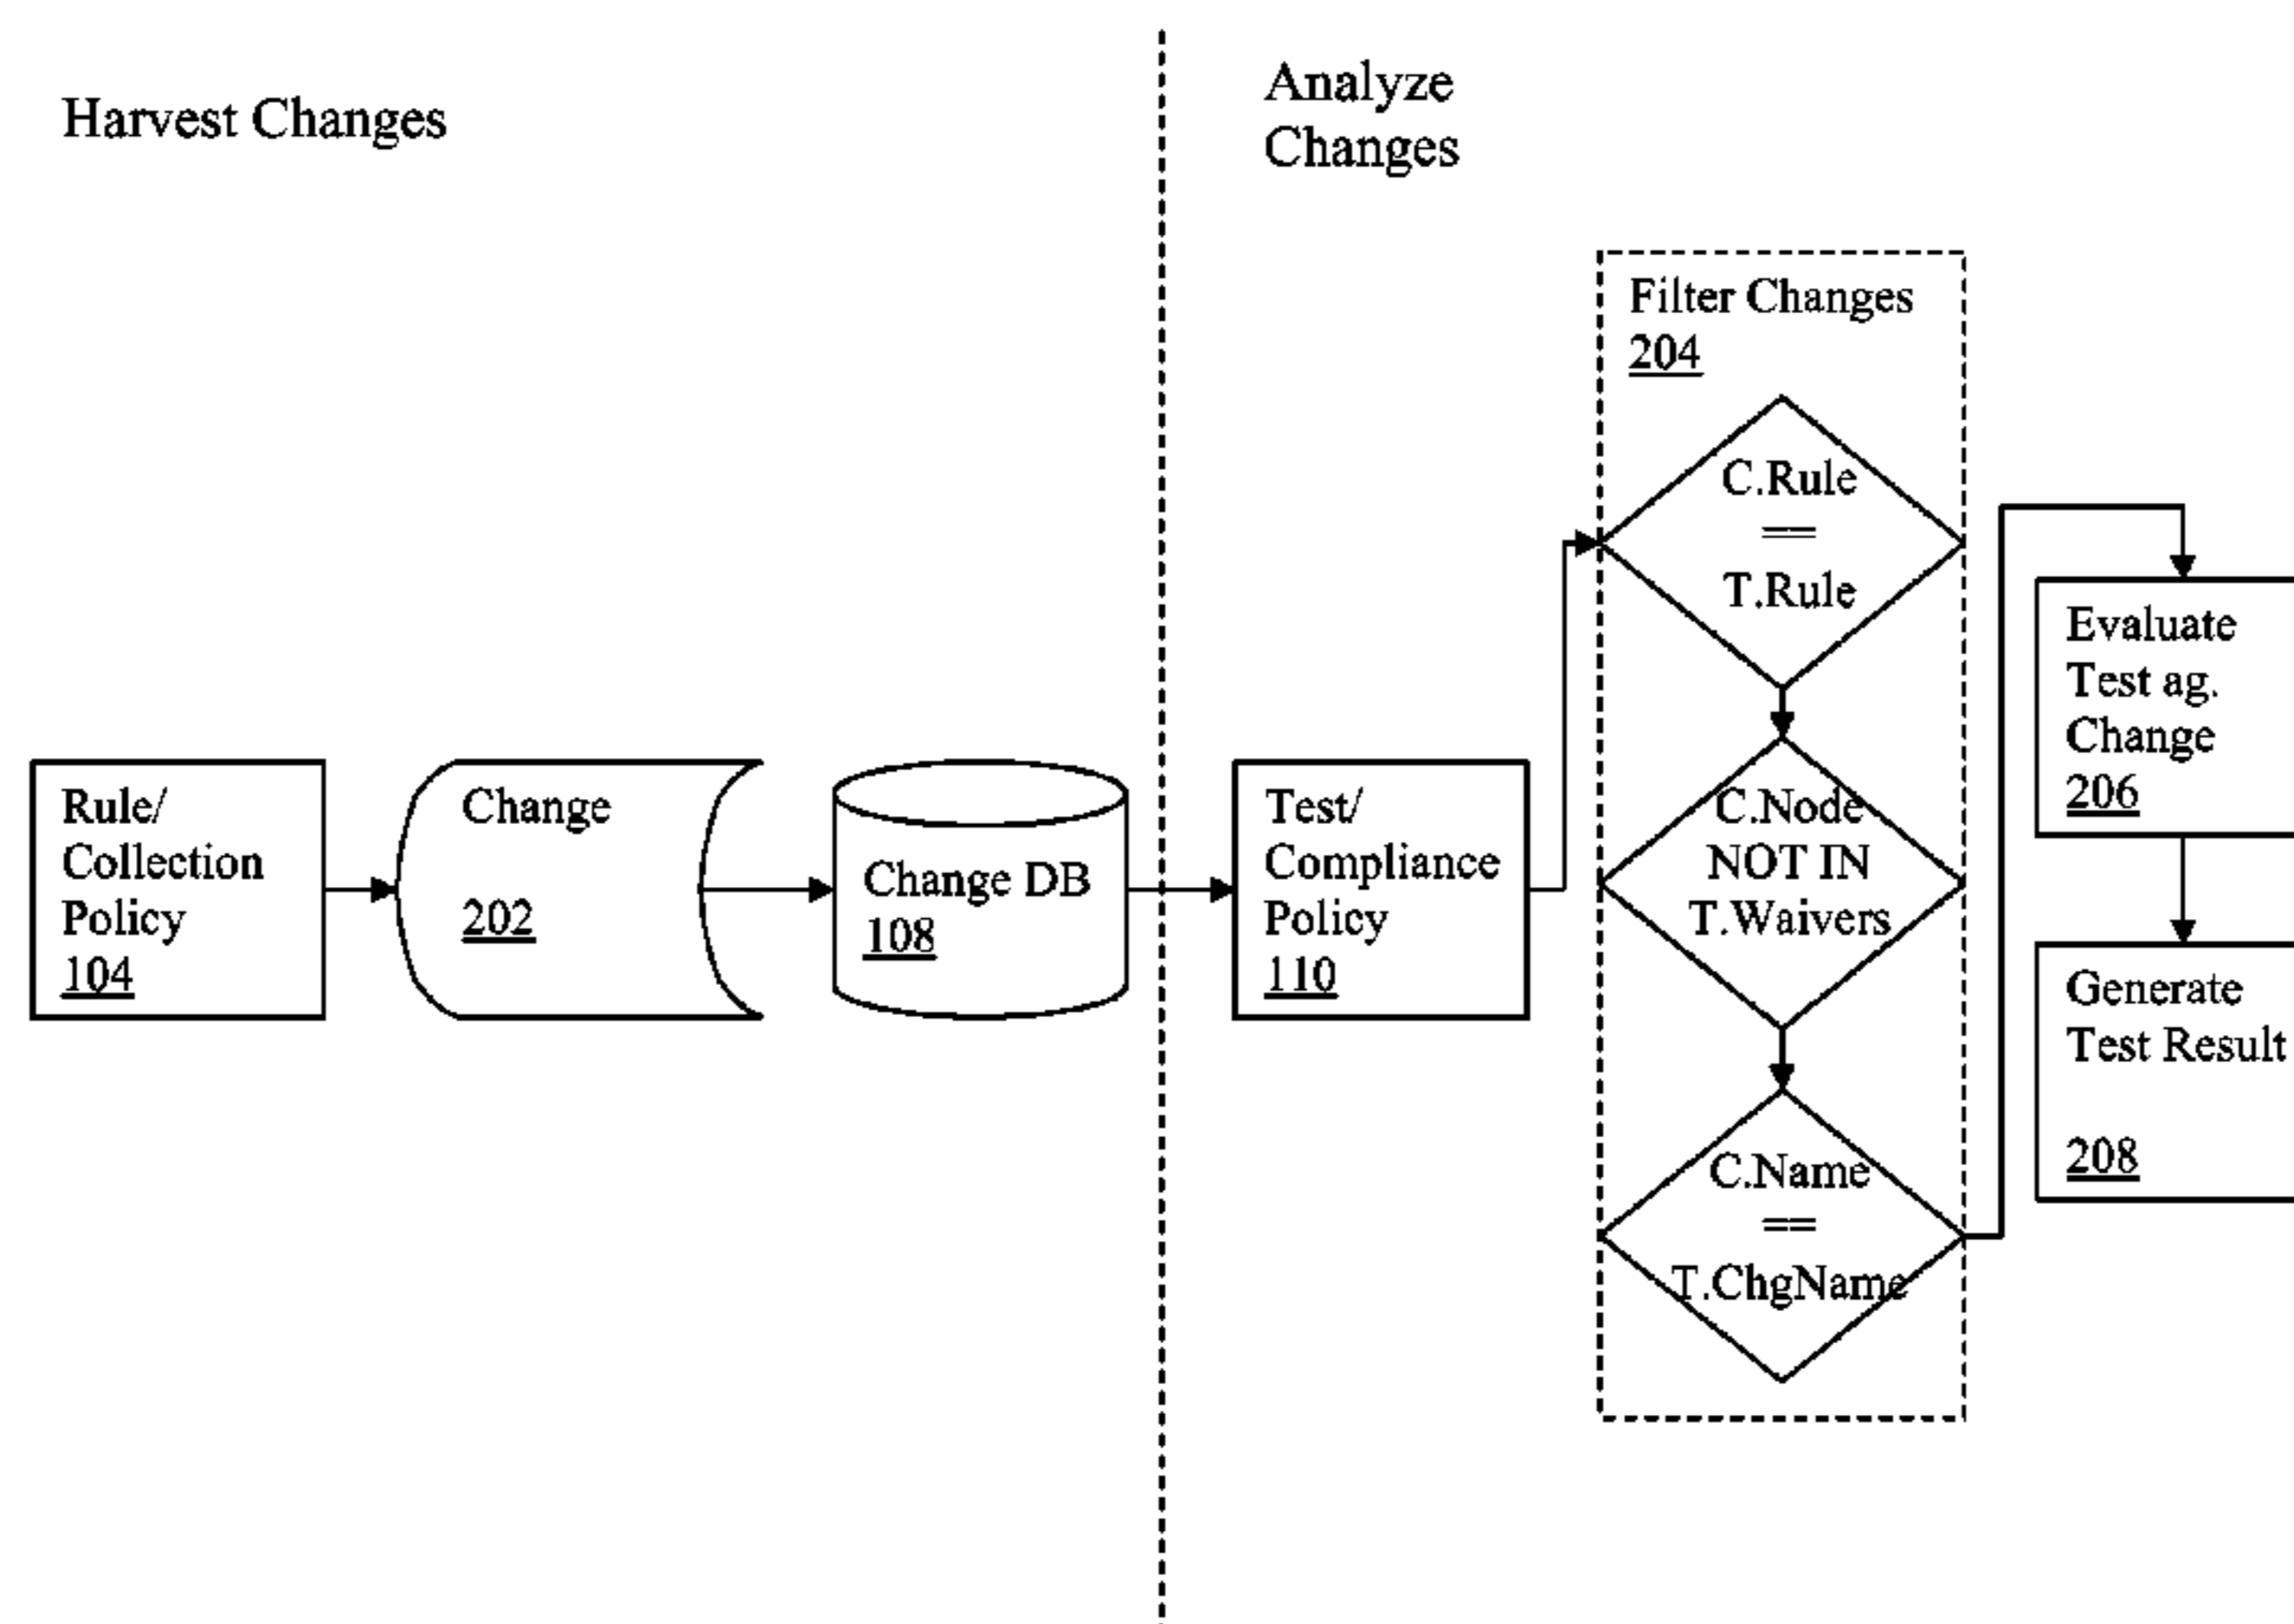 Harvest Changes
Analyze
Changes
Rule/
Collection
Policy
104
Change
202
Change DB
108
Test/
Compliance
Policy
110
Filter Changes
204
C.Rule
==
T.Rule
C.Node
NOT IN
T.Waivers
C.Name
==
T.ChgName
Evaluate
Test ag.
Change
206
Generate
Test Result
208